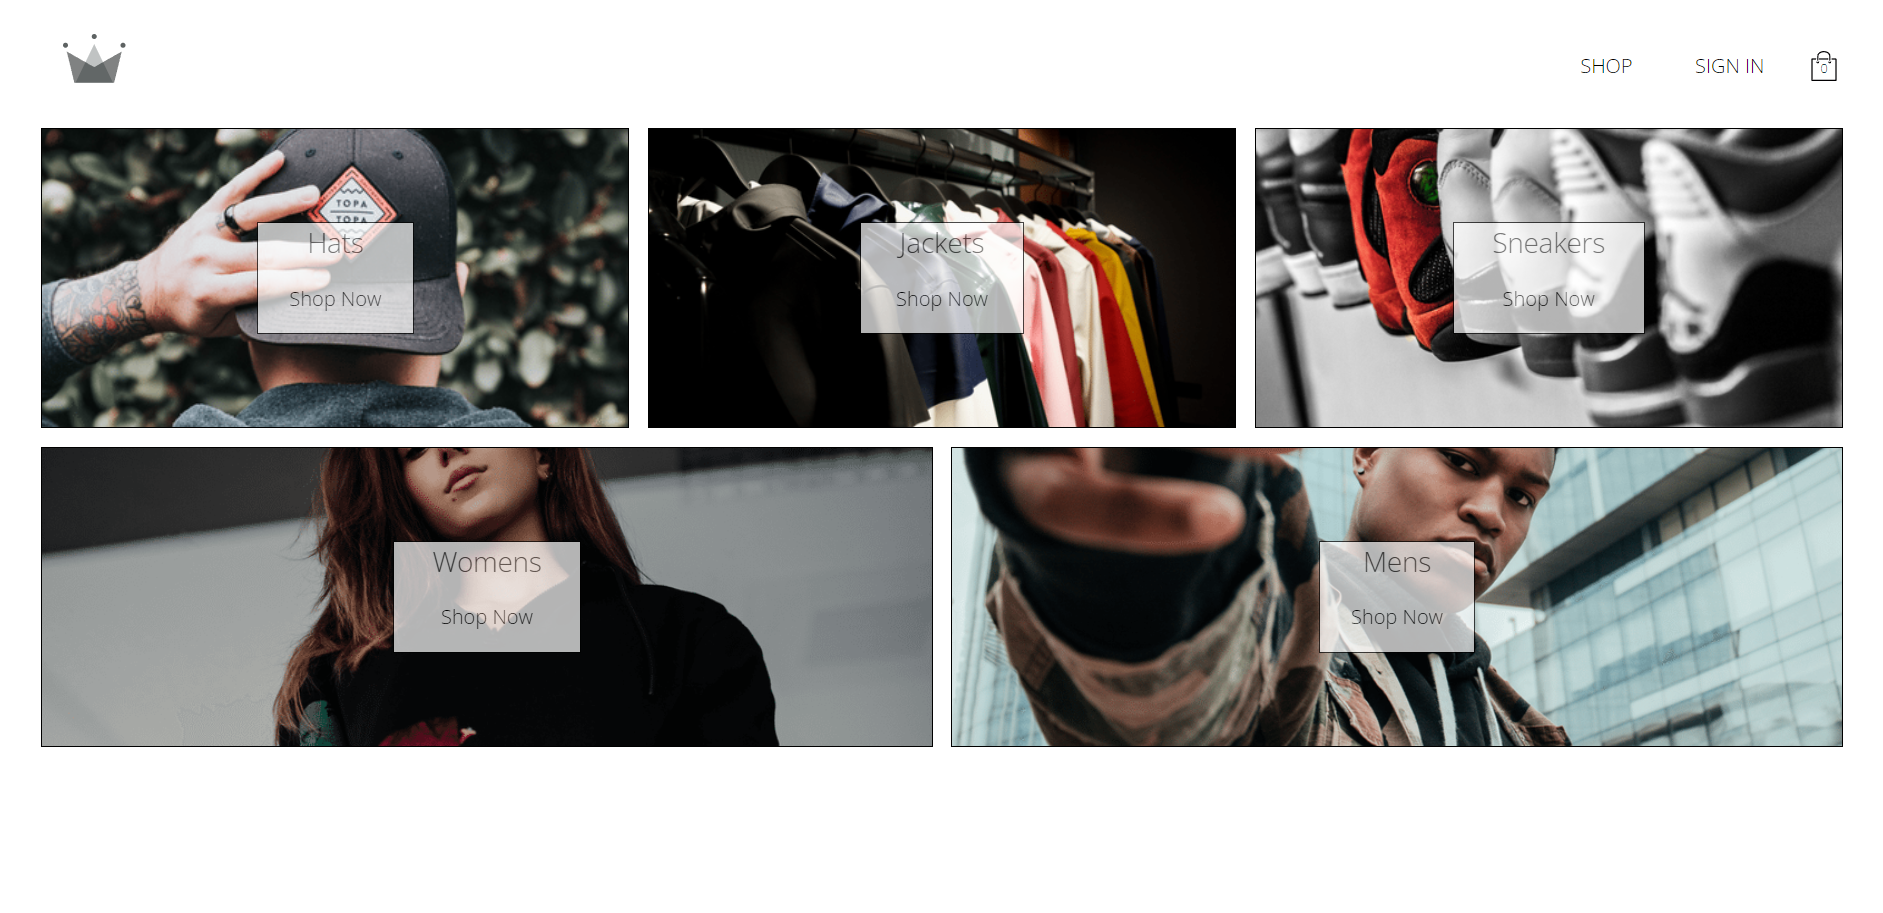 SHOP
SIGN IN
0
TOPA
TOPA
Hats
Shop Now
Jackets
Shop Now
Sneakers
Shop Now
Womens
Shop Now
Mens
Shop Now